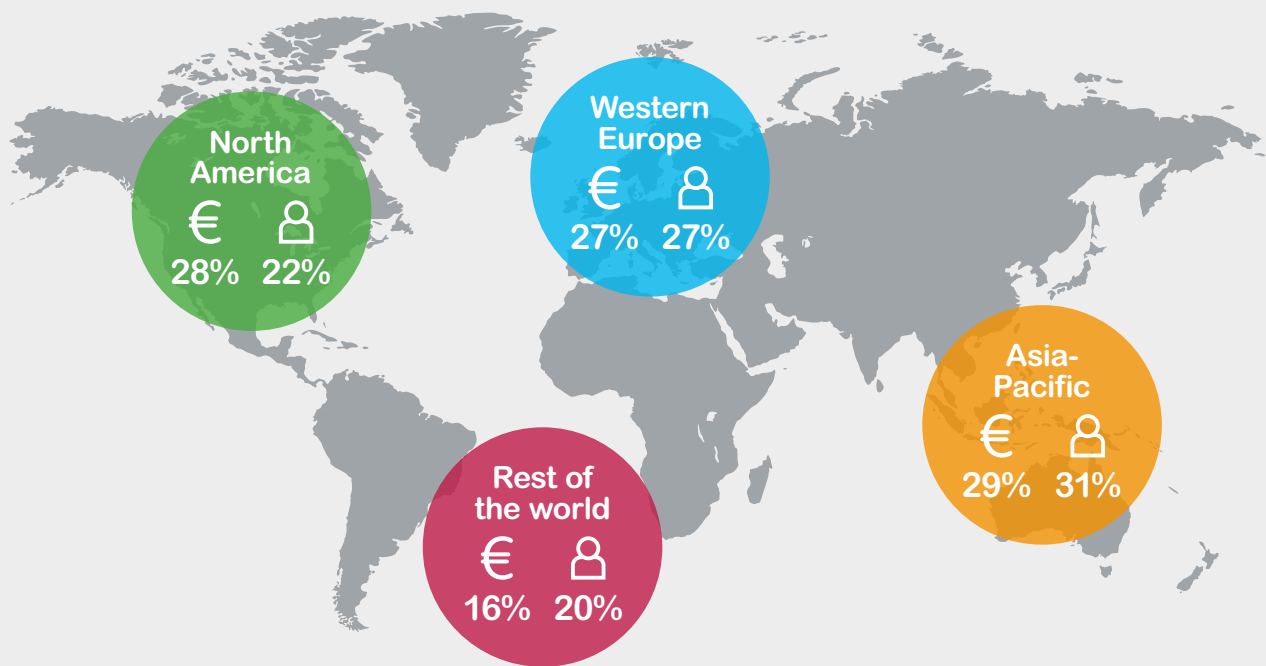 North
America
€
28% 22%
Western
Europe
€
27% 27%
Asia-
Pacific
€
29% 31%
Rest of
the world
€
16% 20%